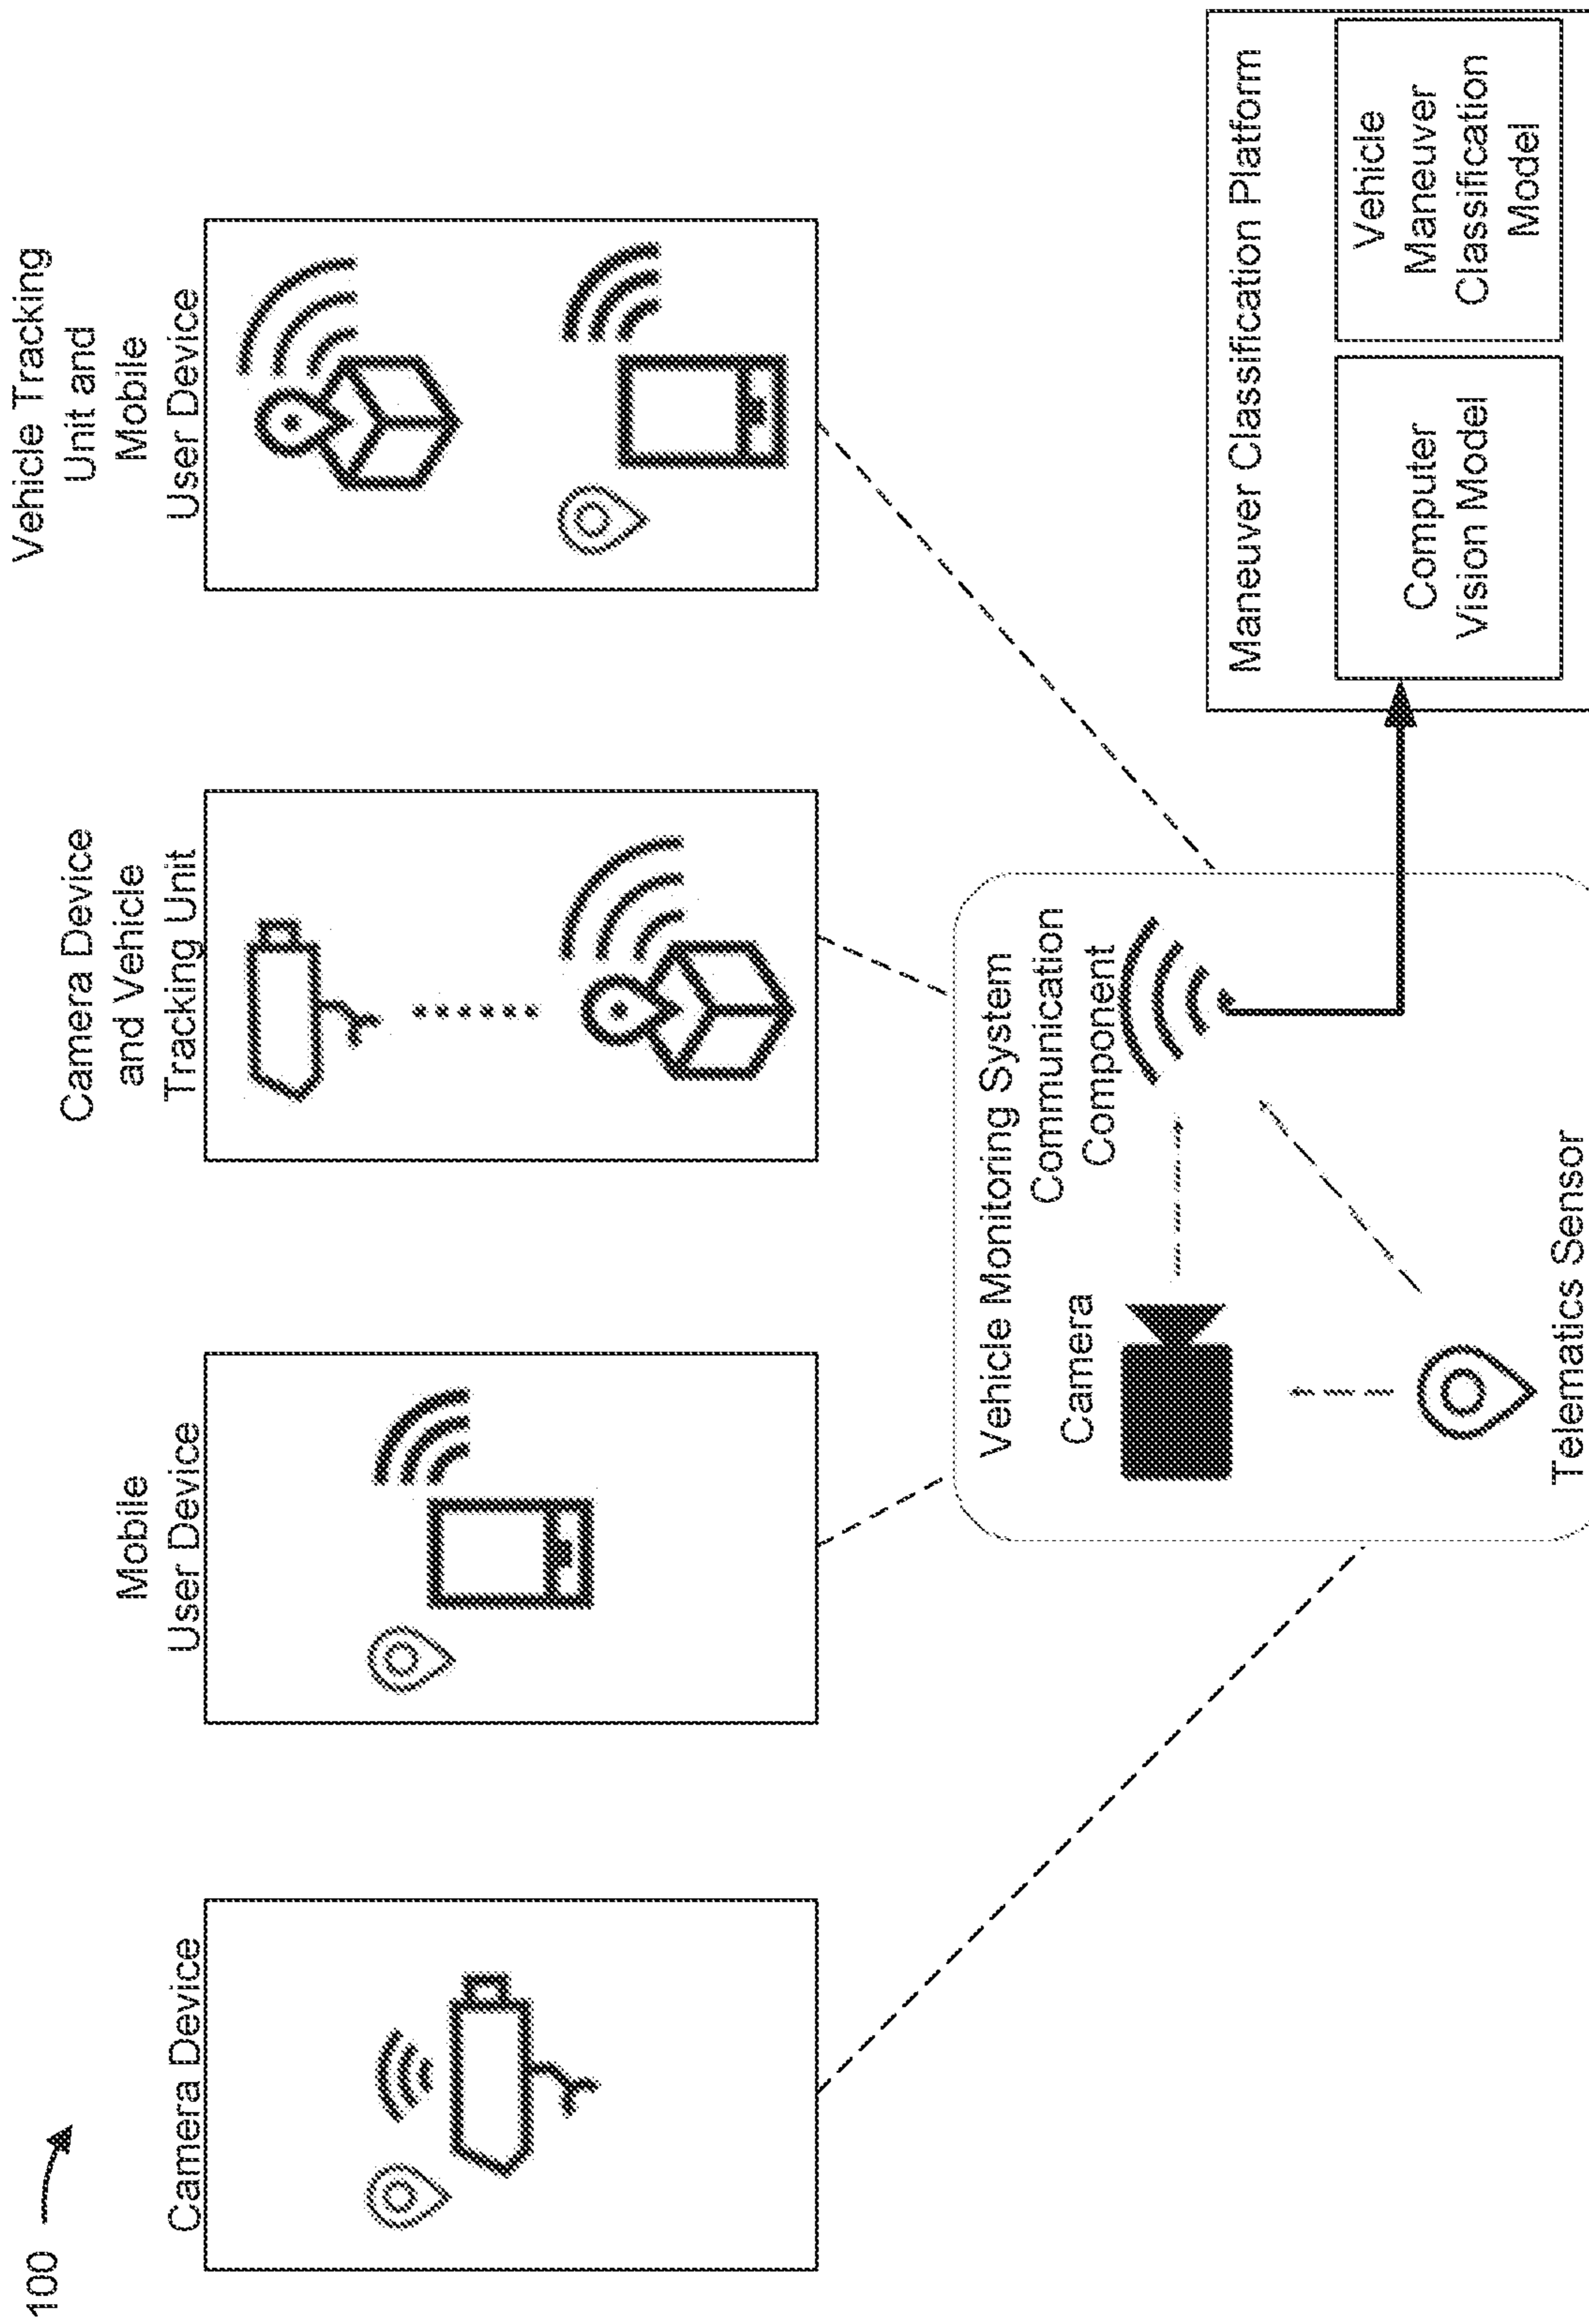 100
Camera Device
Mobile
User Device
Camera Device
and Vehicle
Tracking Unit
Vehicle Tracking
Unit and
Mobile
User Device
Vehicle Monitoring System
Camera
Communication
Component
Telematics Sensor
Maneuver Classification Platform
Computer
Vision Model
Vehicle
Maneuver
Classification
Model